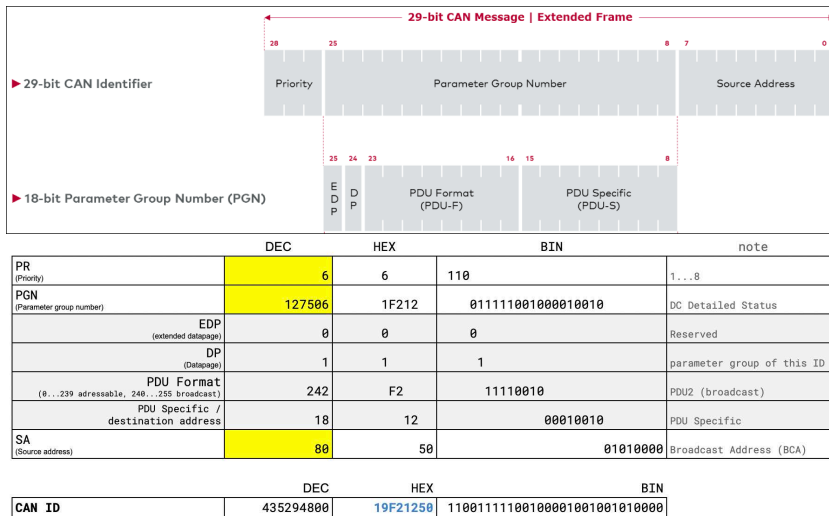 29-bit CAN Message | Extended Frame
28 25 8 7 0
▶ 29-bit CAN Identifier Priority Parameter Group Number Source Address
25 24 23 16 15 8
▶ 18-bit Parameter Group Number (PGN) EDP DP PDU Format (PDU-F) PDU Specific (PDU-S)
DEC HEX BIN note
PR
(Priority) 6 6 110 1...8
PGN
(Parameter group number) 127506 1F212 011111001000010010 DC Detailed Status
EDP
(extended datapage) 0 0 0 Reserved
DP
(Datapage) 1 1 1 parameter group of this ID
PDU Format
(0...239 adressable, 240...255 broadcast) 242 F2 11110010 PDU2 (broadcast)
PDU Specific /
destination address 18 12 00010010 PDU Specific
SA
(Source address) 80 50 01010000 Broadcast Address (BCA)
DEC HEX BIN
CAN ID 435294800 19F21250 11001111100100001001001010000